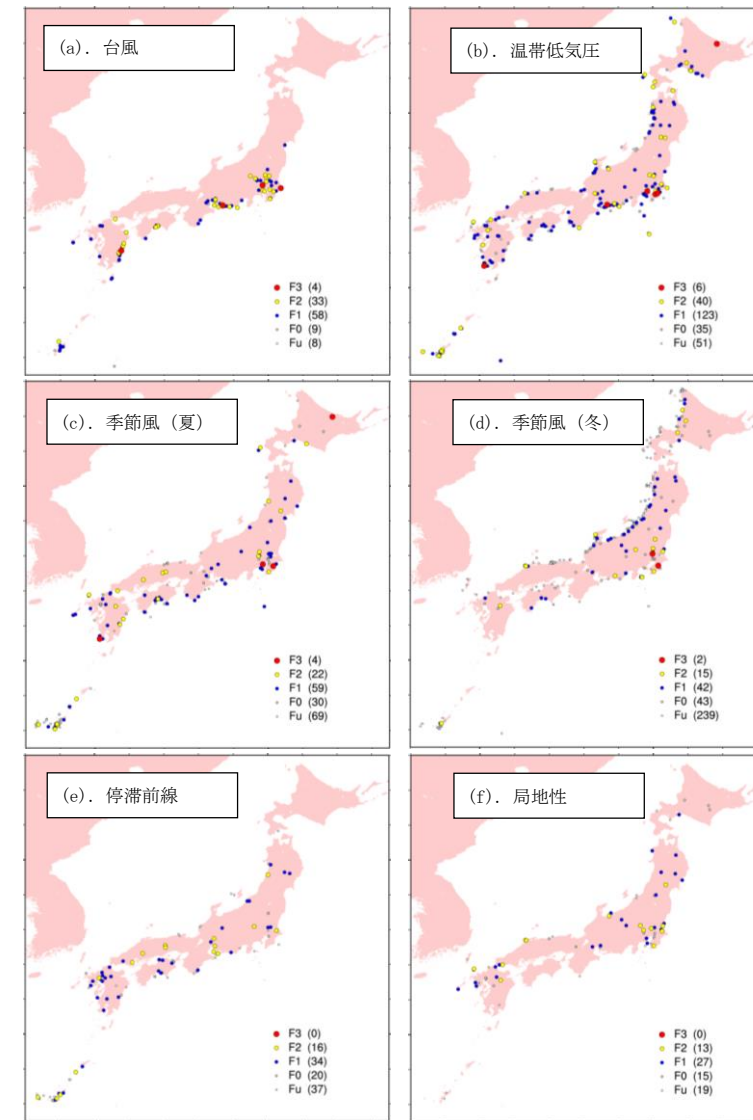 (a). 台風
F3 (4)
F2 (33)
F1 (58)
F0 (9)
Fu (8)
(b). 温帯低気圧
F3 (6)
F2 (40)
F1 (123)
F0 (35)
Fu (51)
(c). 季節風（夏）
F3 (4)
F2 (22)
F1 (59)
F0 (30)
Fu (69)
(d). 季節風（冬）
F3 (2)
F2 (15)
F1 (42)
F0 (43)
Fu (239)
(e). 停滞前線
F3 (0)
F2 (16)
F1 (34)
F0 (20)
Fu (37)
(f). 局地性
F3 (0)
F2 (13)
F1 (27)
F0 (15)
Fu (19)